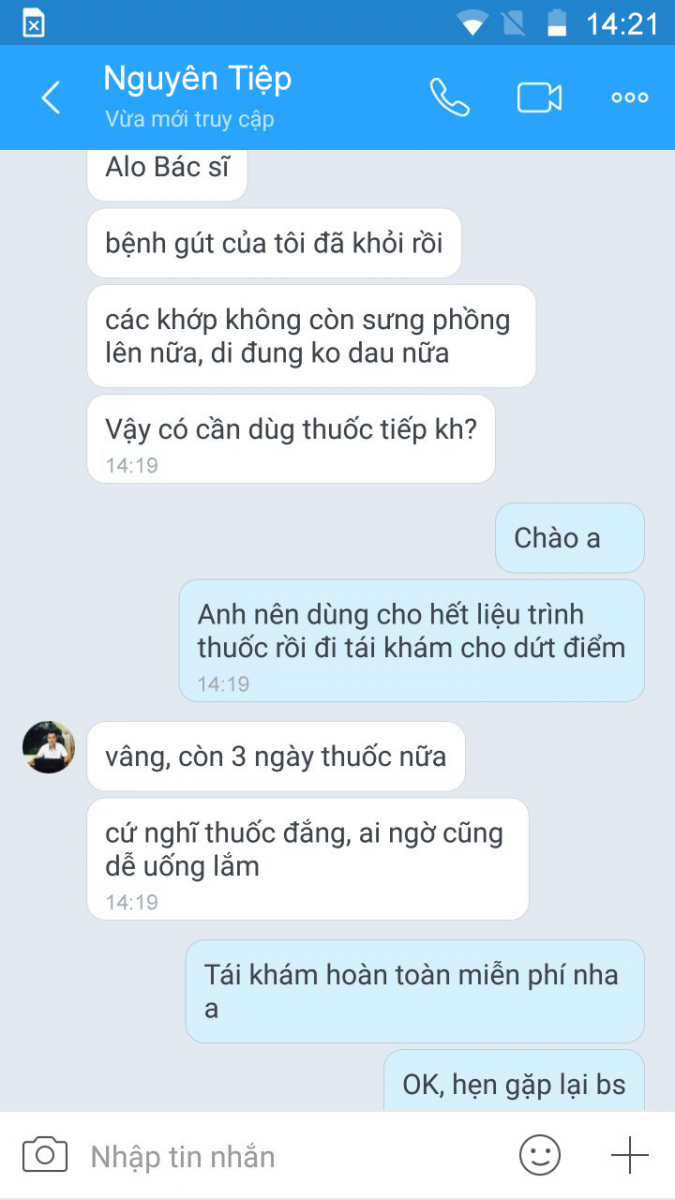 14:21
Nguyên Tiệp
Vừa mới truy cập
Alo Bác sĩ
bệnh gút của tôi đã khỏi rồi
các khớp không còn sưng phồng
lên nữa, di đung ko dau nữa
Vậy có cần dùg thuốc tiếp kh?
14:19
Chào a
Anh nên dùng cho hết liệu trình
thuốc rồi đi tái khám cho dứt điểm
14:19
vâng, còn 3 ngày thuốc nữa
cứ nghĩ thuốc đắng, ai ngờ cũng
dễ uống lắm
14:19
Tái khám hoàn toàn miễn phí nha
a
OK, hẹn gặp lại bs
Nhập tin nhắn